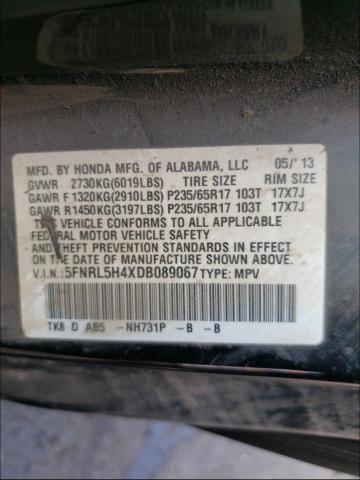 MFD. BY HONDA MFG. OF ALABAMA, LLC 05/'13
GVWR 2730KG(6019LBS) TIRE SIZE RIM SIZE
GAWR F 1320KG(2910LBS) P235/65R17 103T 17X7J
GAWR R1450KG(3197LBS) P235/65R17 103T 17X7J
THIS VEHICLE CONFORMS TO ALL APPLICABLE
FEDERAL MOTOR VEHICLE SAFETY
AND THEFT PREVENTION STANDARDS IN EFFECT ON
THE DATE OF MANUFACTURE SHOWN ABOVE.
V.I.N.:5FNRL5H4XDB089067 TYPE: MPV
TK8 D AB5 -NH731P -B -B